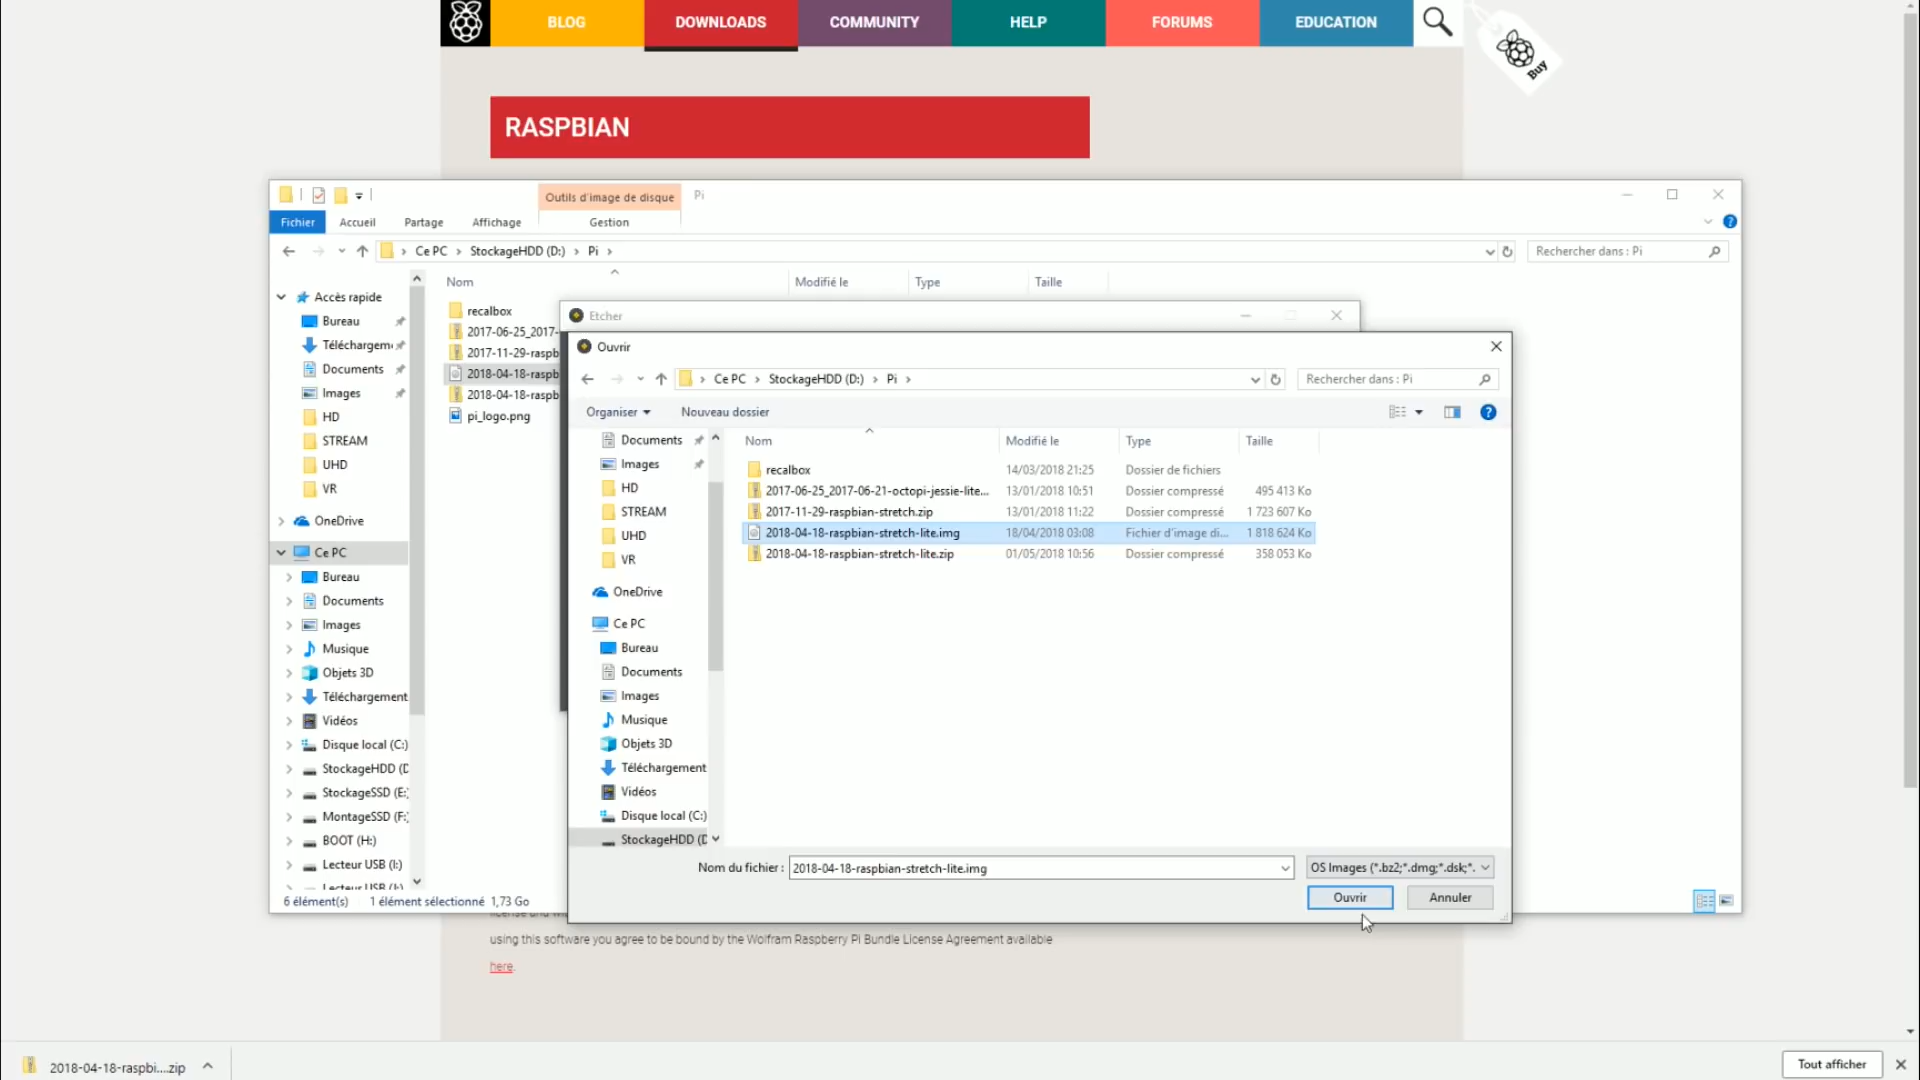 BLOG DOWNLOADS COMMUNITY HELP FORUMS EDUCATION
Buy
RASPBIAN
Outils d'image de disque Pi
Fichier Accueil Partage Affichage Gestion
Ce PC StockageHDD (D:) Pi Rechercher dans : Pi
Nom Modifié le Type Taille
Accès rapide
Bureau
Téléchargem
Documents
Images
HD
STREAM
UHD
VR
OneDrive
Ce PC
Bureau
Documents
Images
Musique
Objets 3D
Téléchargement
Vidéos
Disque local (C:)
StockageHDD (D
StockageSSD (E:
MontageSSD (F:
BOOT (H:)
Lecteur USB (I:)
recalbox
2017-06-25_2017-
2017-11-29-raspb
2018-04-18-raspb
2018-04-18-raspb
pi_logo.png
6 élément(s) 1 élément sélectionné 1,73 Go
Etcher
Ouvrir
Ce PC StockageHDD (D:) Pi Rechercher dans : Pi
Organiser Nouveau dossier
Documents
Images
HD
STREAM
UHD
VR
OneDrive
Ce PC
Bureau
Documents
Images
Musique
Objets 3D
Téléchargement
Vidéos
Disque local (C:)
StockageHDD (D
Nom Modifié le Type Taille
recalbox 14/03/2018 21:25 Dossier de fichiers
2017-06-25_2017-06-21-octopi-jessie-lite... 13/01/2018 10:51 Dossier compressé 495 413 Ko
2017-11-29-raspbian-stretch.zip 13/01/2018 11:22 Dossier compressé 1 723 607 Ko
2018-04-18-raspbian-stretch-lite.img 18/04/2018 03:08 Fichier d'image di... 1 818 624 Ko
2018-04-18-raspbian-stretch-lite.zip 01/05/2018 10:56 Dossier compressé 358 053 Ko
Nom du fichier : 2018-04-18-raspbian-stretch-lite.img OS Images (*.bz2;*.dmg;*.dsk;*.
Ouvrir Annuler
using this software you agree to be bound by the Wolfram Raspberry Pi Bundle License Agreement available
here.
2018-04-18-raspbi....zip Tout afficher